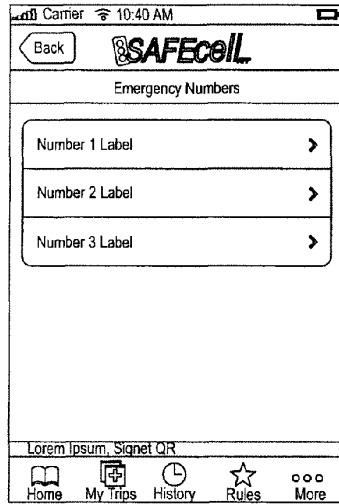 Carrier 10:40 AM
Back SAFEcell
Emergency Numbers
Number 1 Label
Number 2 Label
Number 3 Label
Lorem Ipsum, Signet QR
Home My Trips History Rules More